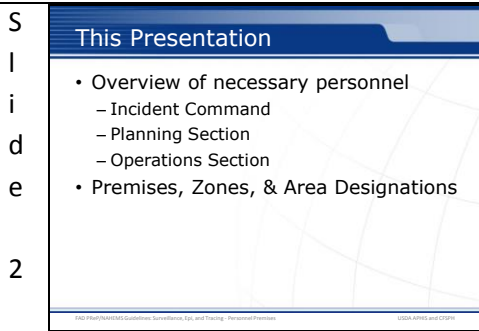 Slide 2
This Presentation
• Overview of necessary personnel
– Incident Command
– Planning Section
– Operations Section
• Premises, Zones, & Area Designations
FAD PReP/NAHEMS Guidelines: Surveillance, Epi, and Tracing - Personnel Premises
USDA APHIS and CFSPH